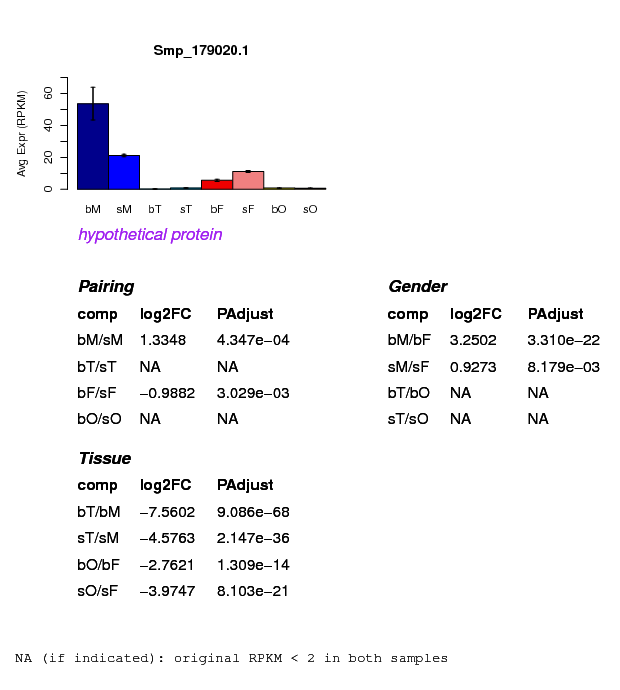 Smp_179020.1
Avg Expr (RPKM)
0 20 40 60
bM sM bT sT bF sF bO sO
hypothetical protein
Pairing
comp log2FC PAdjust
bM/sM 1.3348 4.347e−04
bT/sT NA NA
bF/sF −0.9882 3.029e−03
bO/sO NA NA
Gender
comp log2FC PAdjust
bM/bF 3.2502 3.310e−22
sM/sF 0.9273 8.179e−03
bT/bO NA NA
sT/sO NA NA
Tissue
comp log2FC PAdjust
bT/bM −7.5602 9.086e−68
sT/sM −4.5763 2.147e−36
bO/bF −2.7621 1.309e−14
sO/sF −3.9747 8.103e−21
NA (if indicated): original RPKM < 2 in both samples